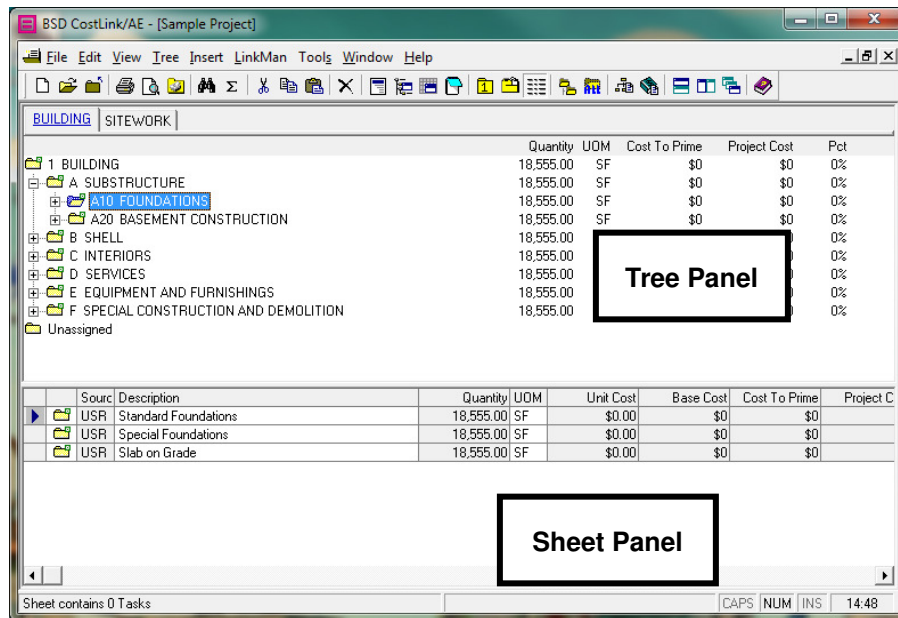 BSD CostLink/AE - [Sample Project]
File Edit View Tree Insert LinkMan Tools Window Help
BUILDING SITEWORK
Quantity UOM Cost To Prime Project Cost Pct
1 BUILDING 18,555.00 SF $0 $0 0%
A SUBSTRUCTURE 18,555.00 SF $0 $0 0%
A10 FOUNDATIONS 18,555.00 SF $0 $0 0%
A20 BASEMENT CONSTRUCTION 18,555.00 SF $0 $0 0%
B SHELL 18,555.00 0%
C INTERIORS 18,555.00 0%
D SERVICES 18,555.00 0%
E EQUIPMENT AND FURNISHINGS 18,555.00 0%
F SPECIAL CONSTRUCTION AND DEMOLITION 18,555.00 0%
Unassigned
Tree Panel
Sourc Description Quantity UOM Unit Cost Base Cost Cost To Prime Project C
USR Standard Foundations 18,555.00 SF $0.00 $0 $0
USR Special Foundations 18,555.00 SF $0.00 $0 $0
USR Slab on Grade 18,555.00 SF $0.00 $0 $0
Sheet Panel
Sheet contains 0 Tasks CAPS NUM INS 14:48